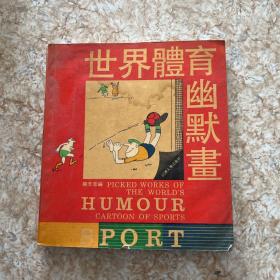 世界體育
幽默畫
PICKED WORKS OF
THE WORLD'S
HUMOUR
CARTOON OF SPORTS
SPORT